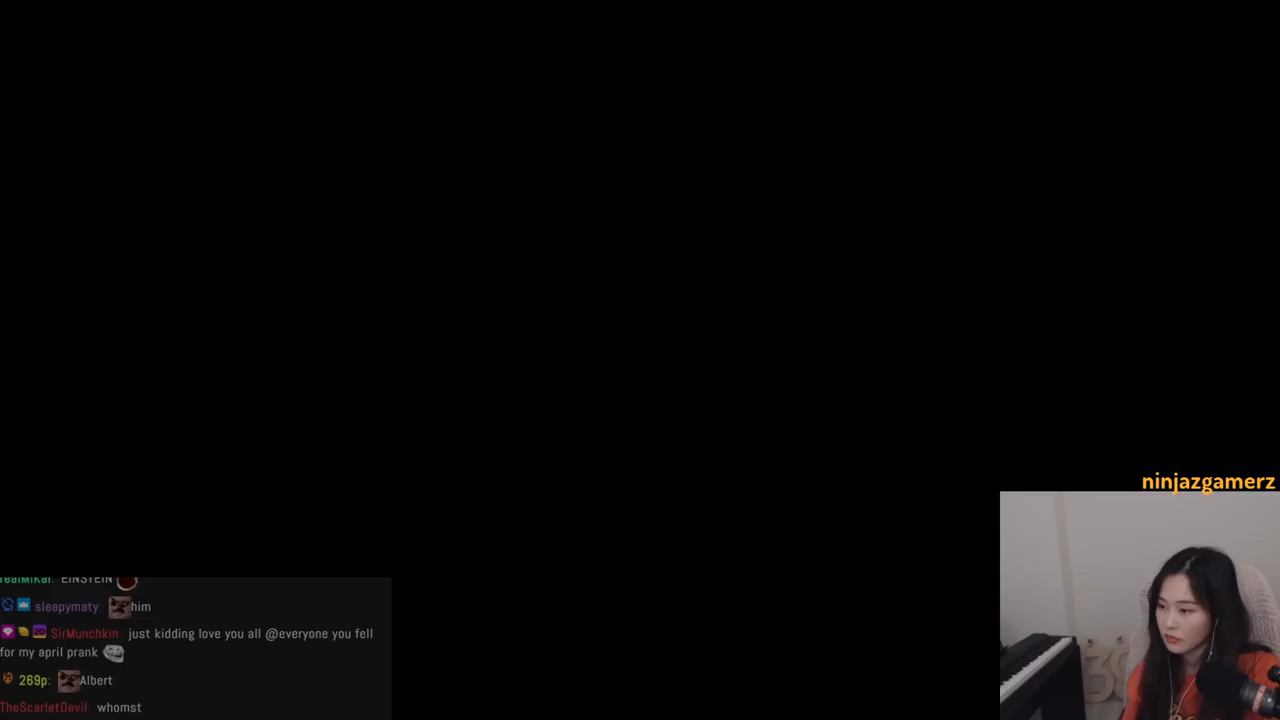 ninjazgamerz
realMiKai: EINSTEIN
sleepymaty: him
SirMunchkin: just kidding love you all @everyone you fell
for my april prank
269p: Albert
TheScarletDevil: whomst